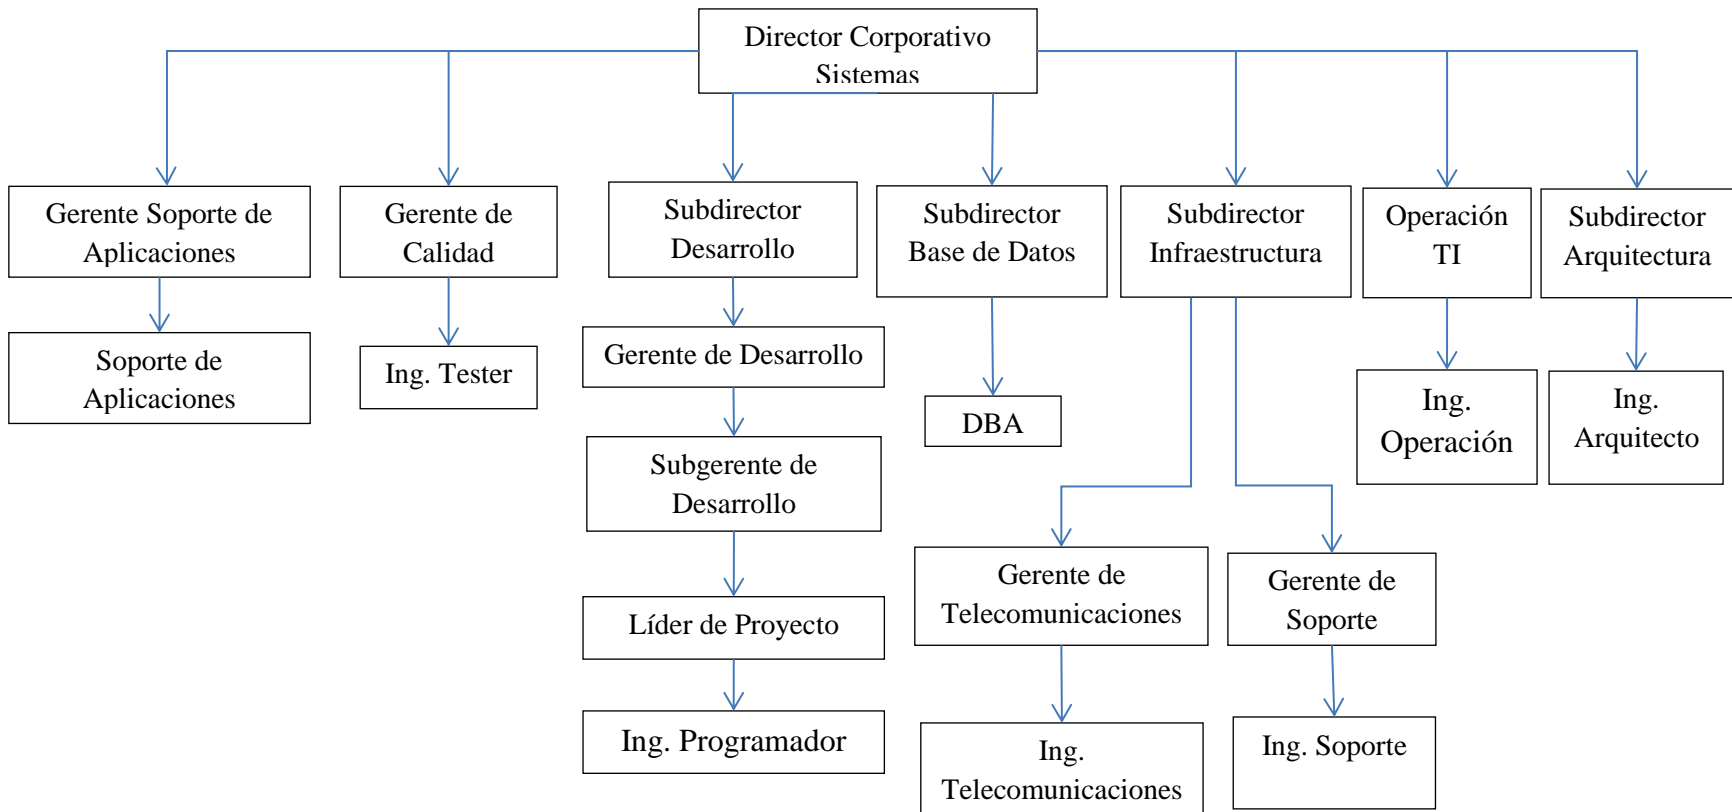 Director Corporativo
Sistemas
Gerente Soporte de
Aplicaciones
Gerente de
Calidad
Subdirector
Desarrollo
Subdirector
Base de Datos
Subdirector
Infraestructura
Operación
TI
Subdirector
Arquitectura
Soporte de
Aplicaciones
Ing. Tester
Gerente de Desarrollo
DBA
Ing.
Operación
Ing.
Arquitecto
Subgerente de
Desarrollo
Líder de Proyecto
Gerente de
Telecomunicaciones
Gerente de
Soporte
Ing. Programador
Ing.
Telecomunicaciones
Ing. Soporte